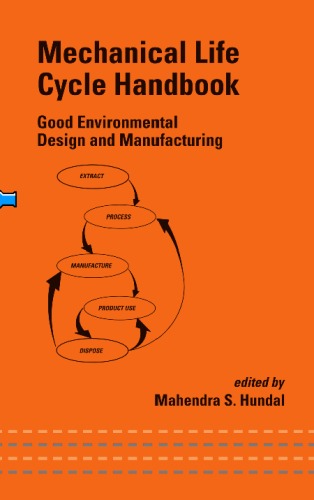 Mechanical Life
Cycle Handbook
Good Environmental
Design and Manufacturing
EXTRACT
PROCESS
MANUFACTURE
PRODUCT USE
DISPOSE
edited by
Mahendra S. Hundal